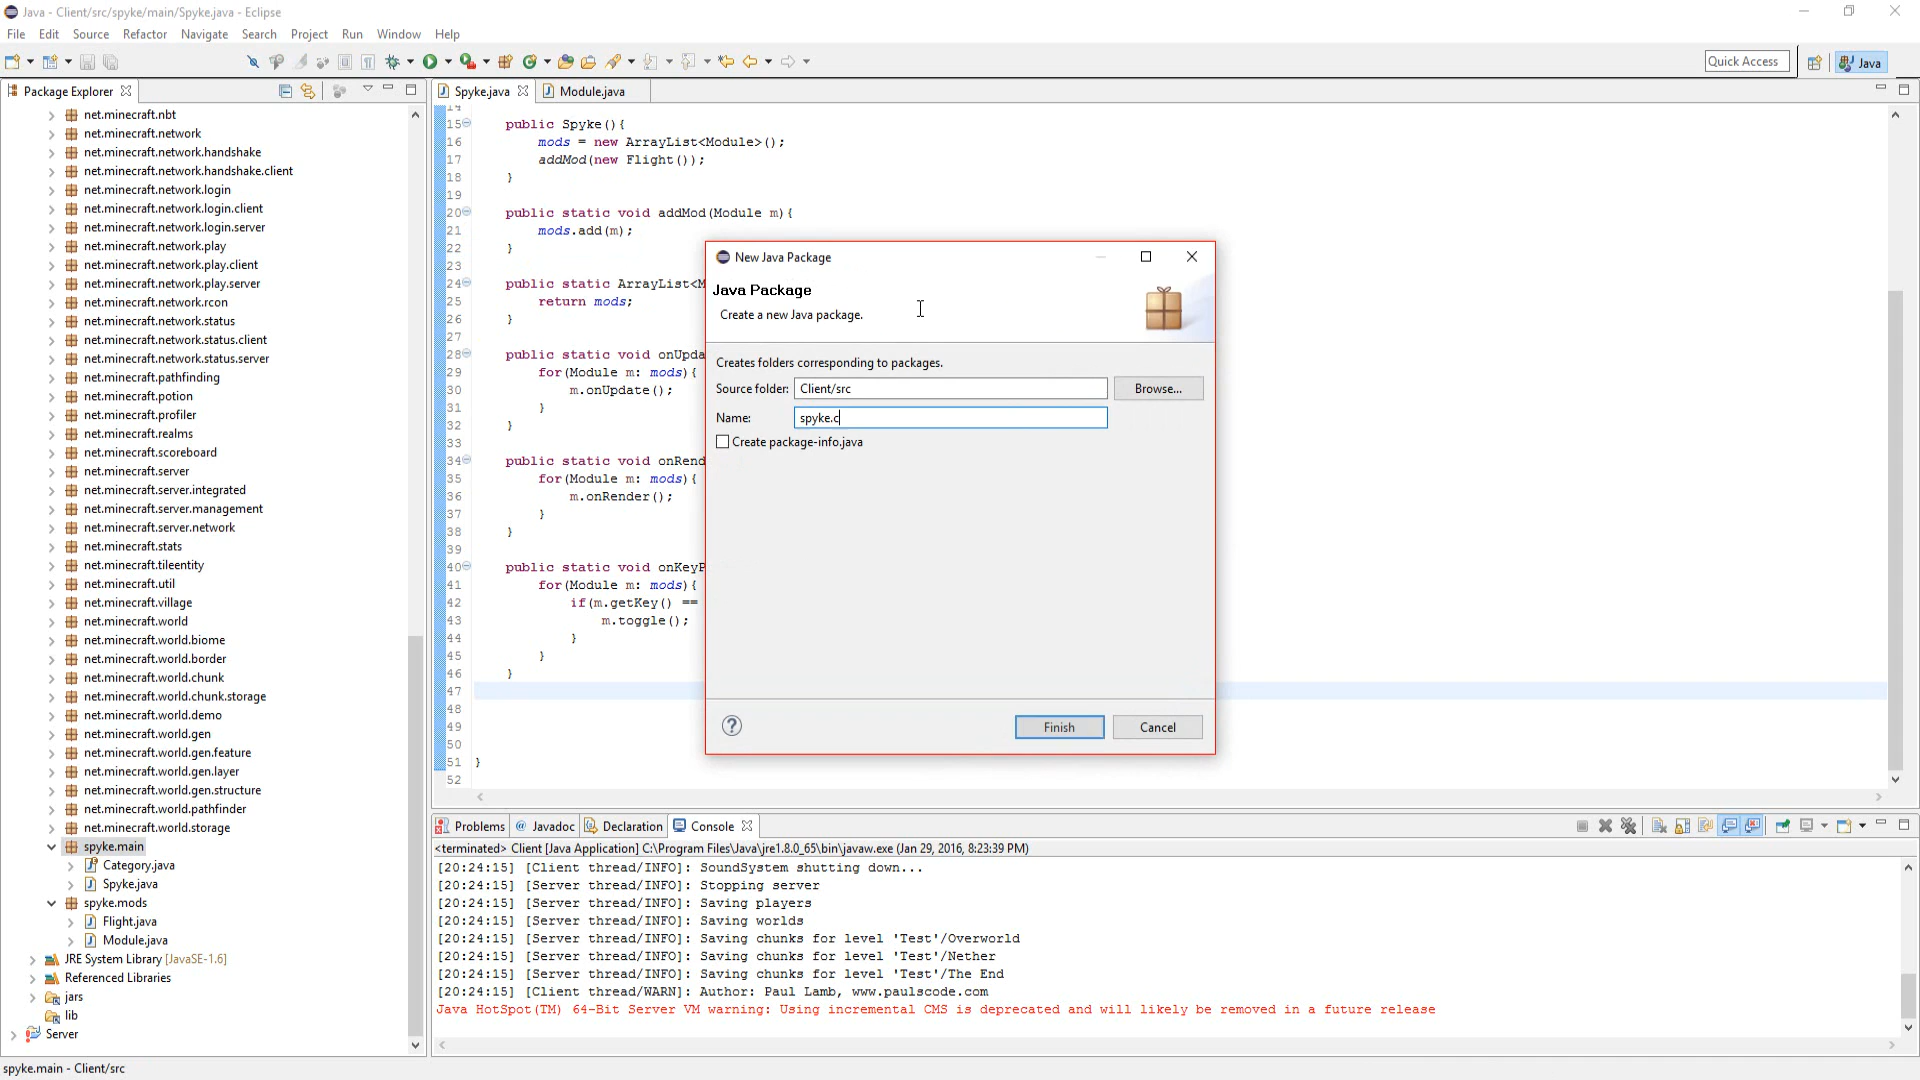 Java - Client/src/spyke/main/Spyke.java - Eclipse
File Edit Source Refactor Navigate Search Project Run Window Help
Quick Access
Java
Package Explorer
Spyke.java
Module.java
net.minecraft.nbt
net.minecraft.network
net.minecraft.network.handshake
net.minecraft.network.handshake.client
net.minecraft.network.login
net.minecraft.network.login.client
net.minecraft.network.login.server
net.minecraft.network.play
net.minecraft.network.play.client
net.minecraft.network.play.server
net.minecraft.network.rcon
net.minecraft.network.status
net.minecraft.network.status.client
net.minecraft.network.status.server
net.minecraft.pathfinding
net.minecraft.potion
net.minecraft.profiler
net.minecraft.realms
net.minecraft.scoreboard
net.minecraft.server
net.minecraft.server.integrated
net.minecraft.server.management
net.minecraft.server.network
net.minecraft.stats
net.minecraft.tileentity
net.minecraft.util
net.minecraft.village
net.minecraft.world
net.minecraft.world.biome
net.minecraft.world.border
net.minecraft.world.chunk
net.minecraft.world.chunk.storage
net.minecraft.world.demo
net.minecraft.world.gen
net.minecraft.world.gen.feature
net.minecraft.world.gen.layer
net.minecraft.world.gen.structure
net.minecraft.world.pathfinder
net.minecraft.world.storage
spyke.main
Category.java
Spyke.java
spyke.mods
Flight.java
Module.java
JRE System Library [JavaSE-1.6]
Referenced Libraries
jars
lib
Server
14
15 public Spyke(){
16 mods = new ArrayList<Module>();
17 addMod(new Flight());
18 }
19
20 public static void addMod(Module m){
21 mods.add(m);
22 }
23
24 public static ArrayList<M
25 return mods;
26 }
27
28 public static void onUpda
29 for(Module m: mods){
30 m.onUpdate();
31 }
32 }
33
34 public static void onRend
35 for(Module m: mods){
36 m.onRender();
37 }
38 }
39
40 public static void onKeyP
41 for(Module m: mods){
42 if(m.getKey() ==
43 m.toggle();
44 }
45 }
46 }
47
48
49
50
51 }
52
New Java Package
Java Package
Create a new Java package.
Creates folders corresponding to packages.
Source folder: Client/src Browse...
Name: spyke.c
Create package-info.java
? Finish Cancel
Problems Javadoc Declaration Console
<terminated> Client [Java Application] C:\Program Files\Java\jre1.8.0_65\bin\javaw.exe (Jan 29, 2016, 8:23:39 PM)
[20:24:15] [Client thread/INFO]: SoundSystem shutting down...
[20:24:15] [Server thread/INFO]: Stopping server
[20:24:15] [Server thread/INFO]: Saving players
[20:24:15] [Server thread/INFO]: Saving worlds
[20:24:15] [Server thread/INFO]: Saving chunks for level 'Test'/Overworld
[20:24:15] [Server thread/INFO]: Saving chunks for level 'Test'/Nether
[20:24:15] [Server thread/INFO]: Saving chunks for level 'Test'/The End
[20:24:15] [Client thread/WARN]: Author: Paul Lamb, www.paulscode.com
Java HotSpot(TM) 64-Bit Server VM warning: Using incremental CMS is deprecated and will likely be removed in a future release
spyke.main - Client/src